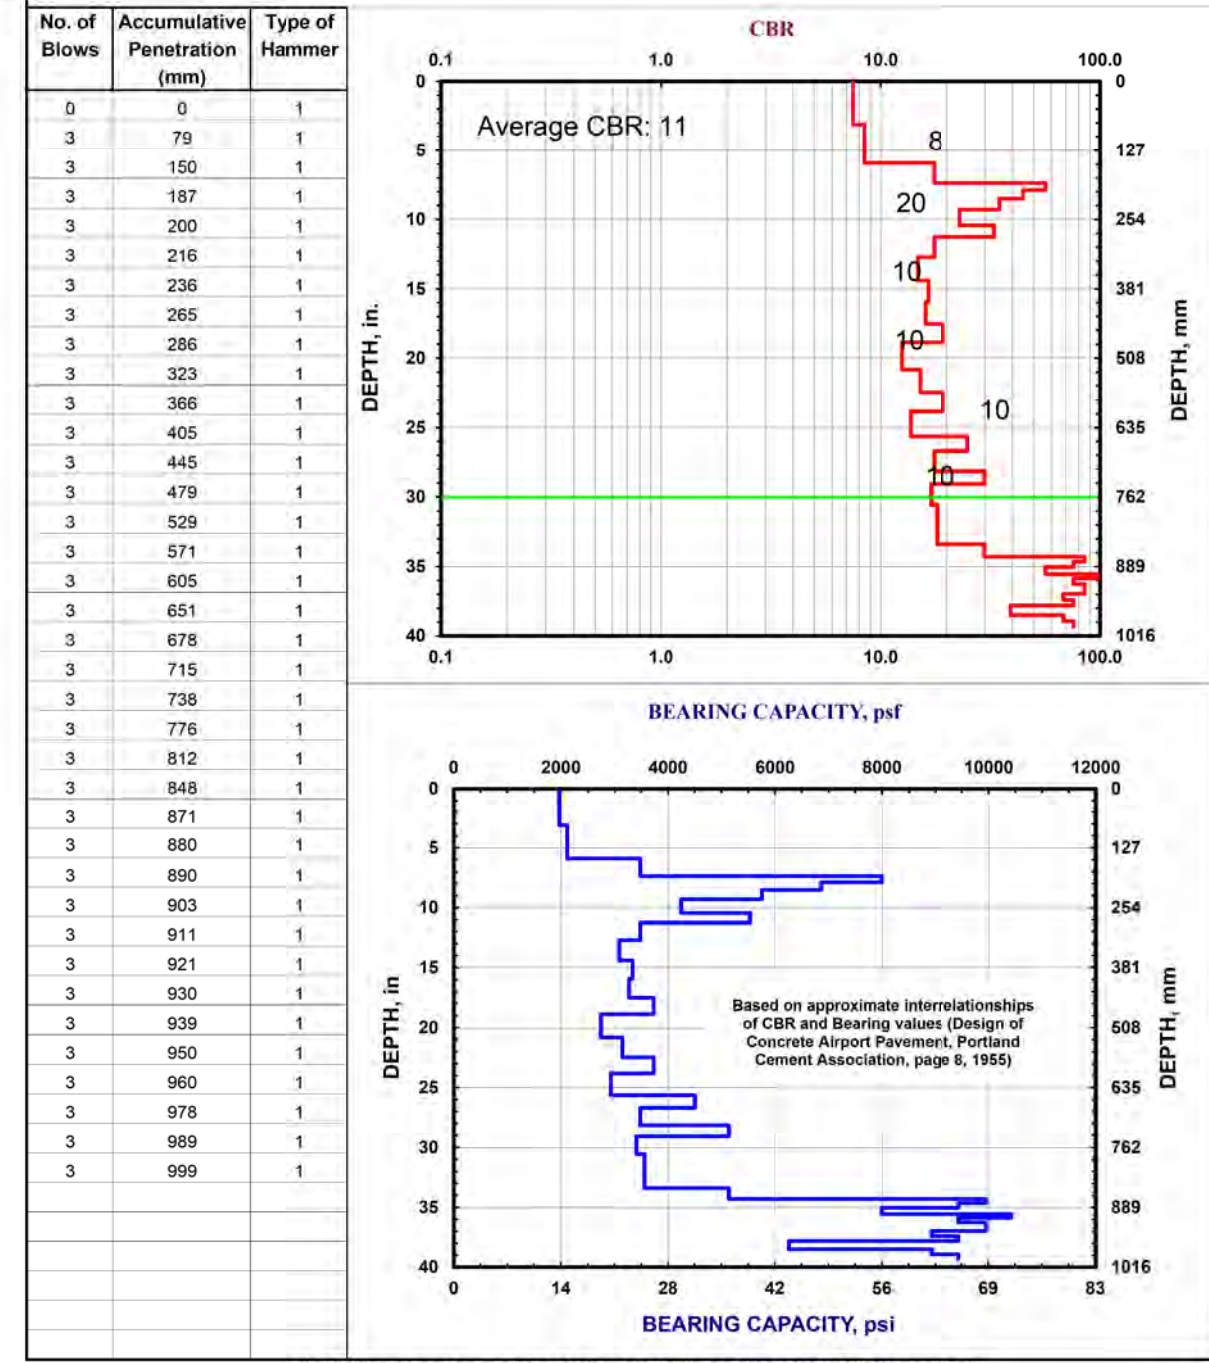 No. of Blows Accumulative Penetration (mm) Type of Hammer
0 0 1
3 79 1
3 150 1
3 187 1
3 200 1
3 216 1
3 236 1
3 265 1
3 286 1
3 323 1
3 366 1
3 405 1
3 445 1
3 479 1
3 529 1
3 571 1
3 605 1
3 651 1
3 678 1
3 715 1
3 738 1
3 776 1
3 812 1
3 848 1
3 871 1
3 880 1
3 890 1
3 903 1
3 911 1
3 921 1
3 930 1
3 939 1
3 950 1
3 960 1
3 978 1
3 989 1
3 999 1
CBR
0.1 1.0 10.0 100.0
0 0
Average CBR: 11
8
5 127
20
10 254
10
15 381
10
20 508
10
25 635
10
30 762
35 889
40 1016
0.1 1.0 10.0 100.0
DEPTH, in.
DEPTH, mm
BEARING CAPACITY, psf
0 2000 4000 6000 8000 10000 12000
0 0
5 127
10 254
15 381
20 508
25 635
30 762
35 889
40 1016
DEPTH, in
DEPTH, mm
Based on approximate interrelationships
of CBR and Bearing values (Design of
Concrete Airport Pavement, Portland
Cement Association, page 8, 1955)
0 14 28 42 56 69 83
BEARING CAPACITY, psi